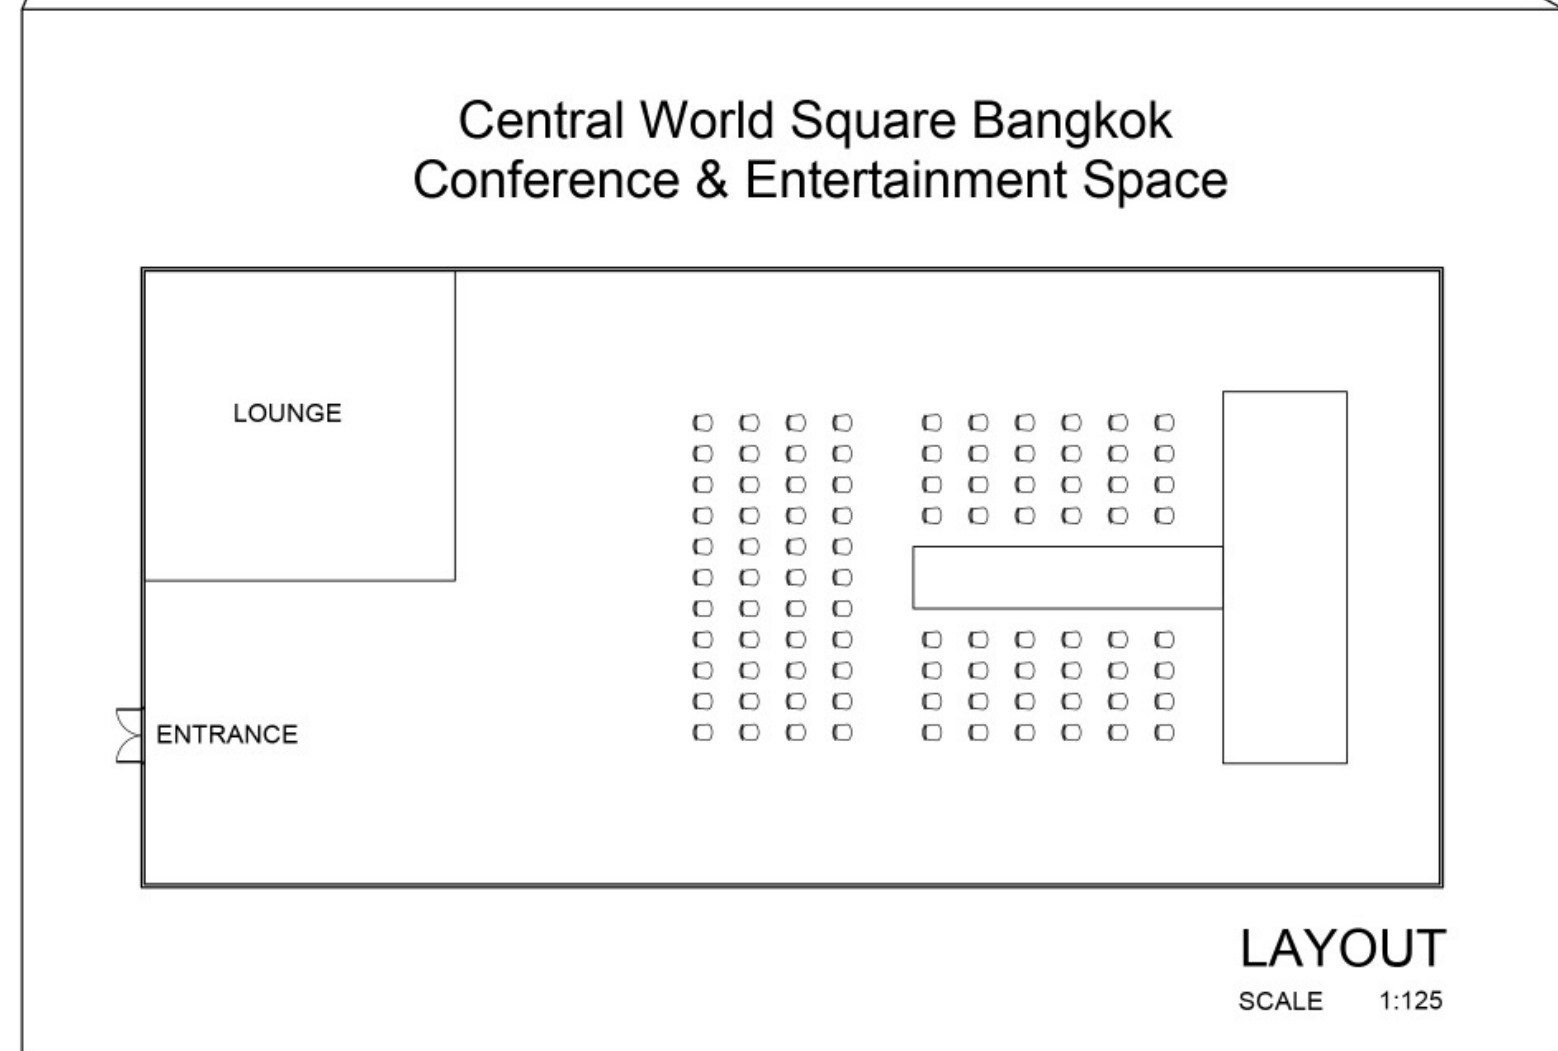 Central World Square Bangkok
Conference & Entertainment Space
LOUNGE
ENTRANCE
LAYOUT
SCALE 1:125